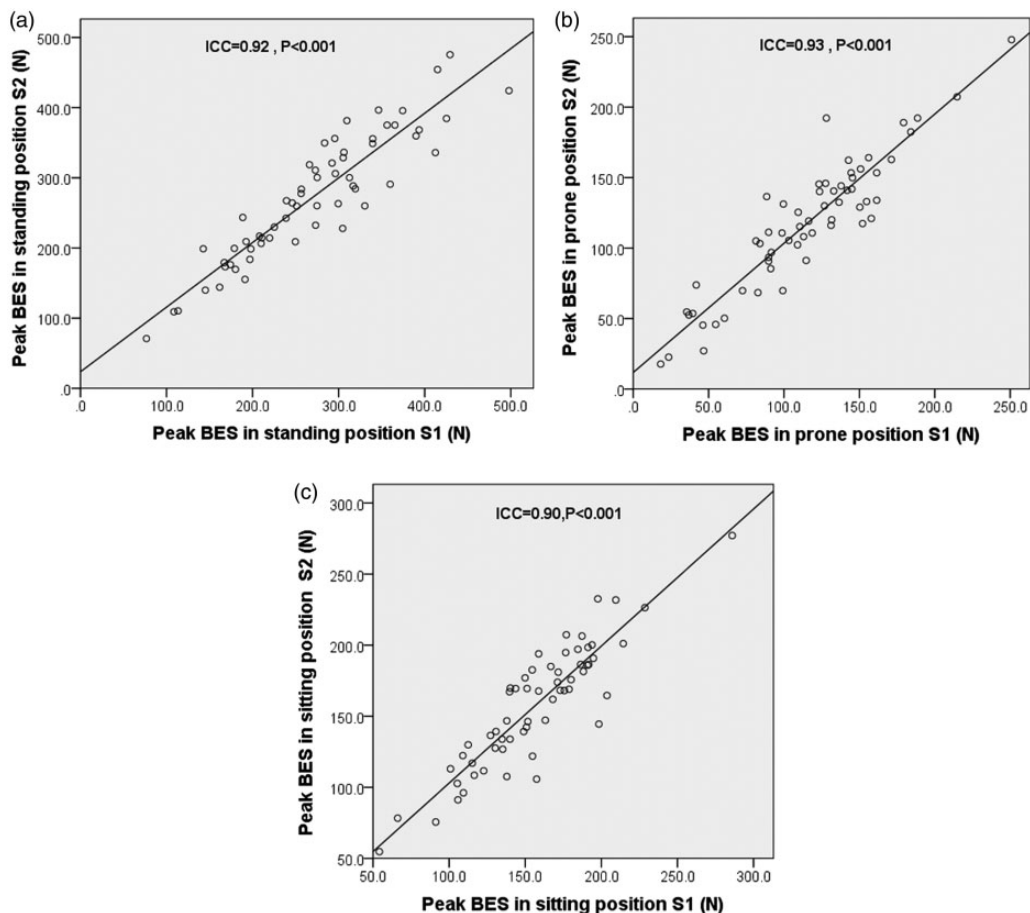 (a)
ICC=0.92 , P<0.001
Peak BES in standing position S2 (N)
500.0
400.0
300.0
200.0
100.0
.0
.0 100.0 200.0 300.0 400.0 500.0
Peak BES in standing position S1 (N)
(b)
ICC=0.93 , P<0.001
Peak BES in prone position S2 (N)
250.0
200.0
150.0
100.0
50.0
.0
.0 50.0 100.0 150.0 200.0 250.0
Peak BES in prone position S1 (N)
(c)
ICC=0.90,P<0.001
Peak BES in sitting position S2 (N)
300.0
250.0
200.0
150.0
100.0
50.0
50.0 100.0 150.0 200.0 250.0 300.0
Peak BES in sitting position S1 (N)